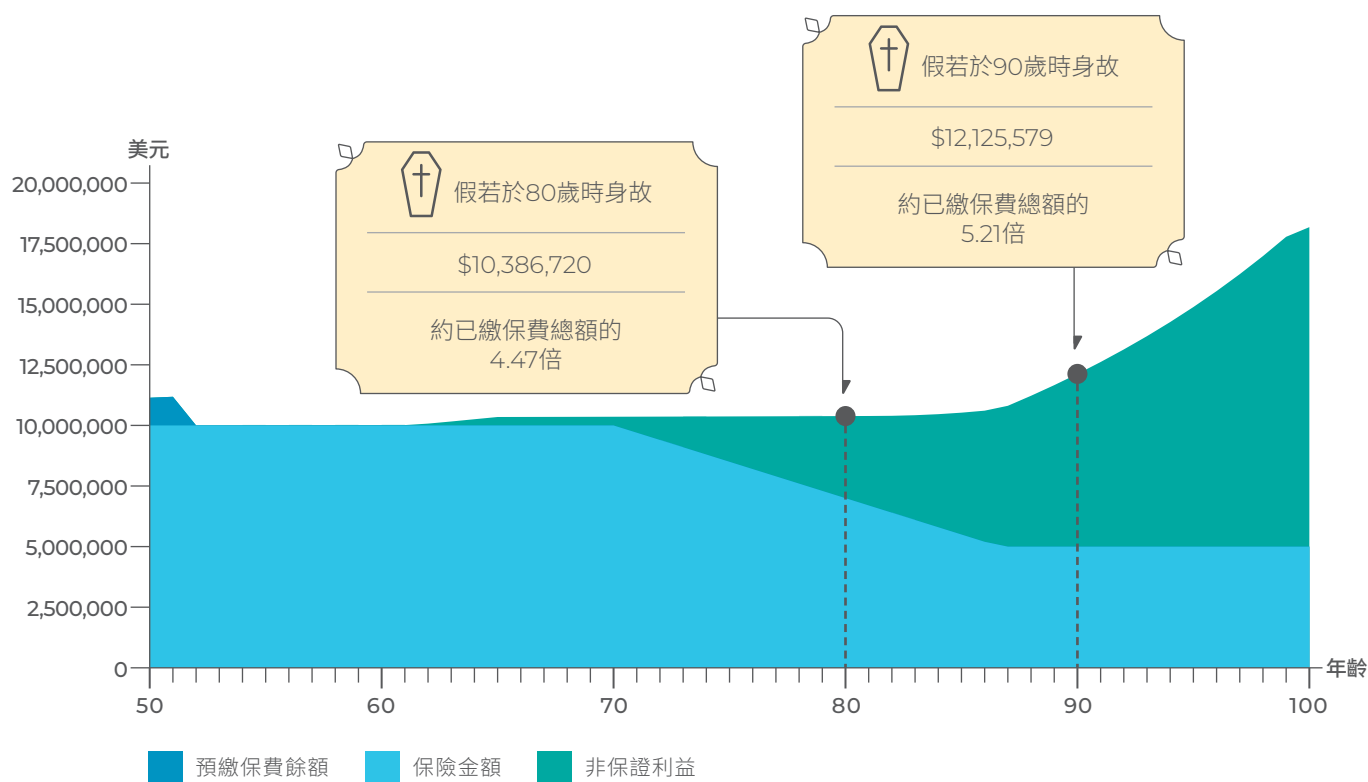 假若於90歲時身故
$12,125,579
約已繳保費總額的
5.21倍
假若於80歲時身故
$10,386,720
約已繳保費總額的
4.47倍
美元
20,000,000
17,500,000
15,000,000
12,500,000
10,000,000
7,500,000
5,000,000
2,500,000
0
年齡
50 60 70 80 90 100
預繳保費餘額 保險金額 非保證利益